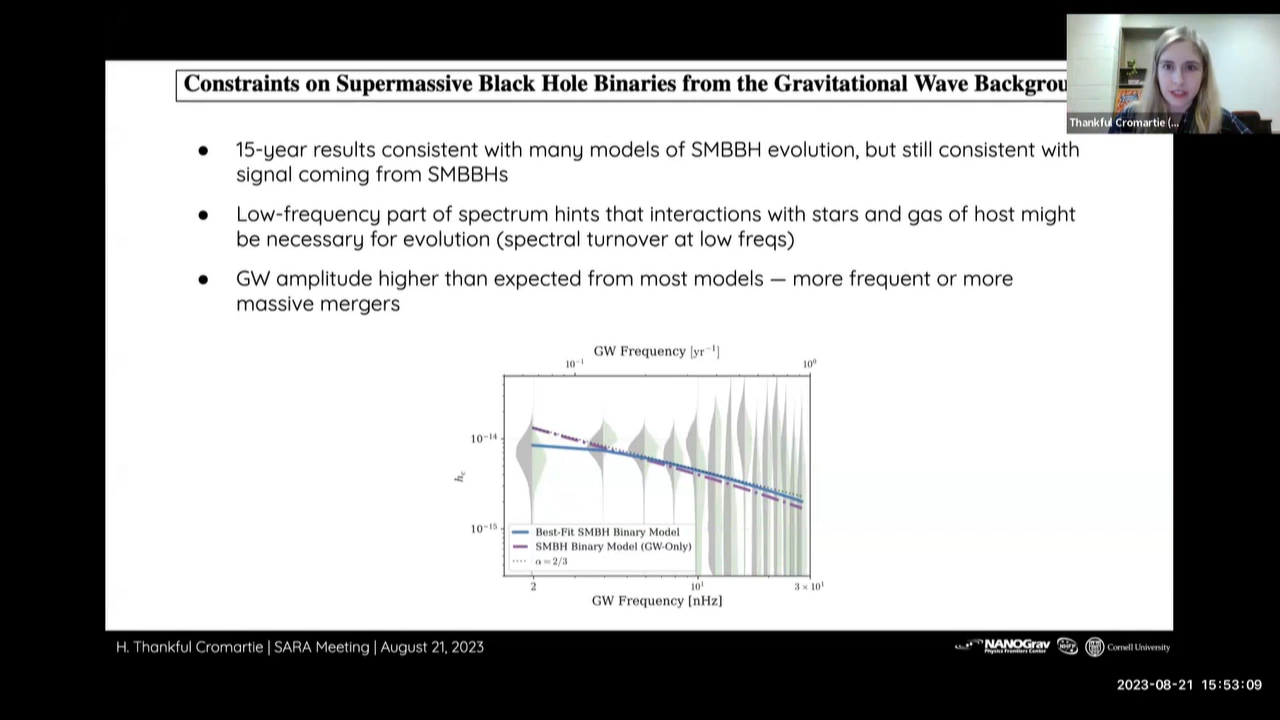 Constraints on Supermassive Black Hole Binaries from the Gravitational Wave Backgrou
Thankful Cromartie (...
● 15-year results consistent with many models of SMBBH evolution, but still consistent with
signal coming from SMBBHs
● Low-frequency part of spectrum hints that interactions with stars and gas of host might
be necessary for evolution (spectral turnover at low freqs)
● GW amplitude higher than expected from most models — more frequent or more
massive mergers
GW Frequency [yr⁻¹]
10⁻¹ 10⁰
10⁻¹⁴
h_c
10⁻¹⁵
Best-Fit SMBH Binary Model
SMBH Binary Model (GW-Only)
α = 2/3
2 10¹ 3 × 10¹
GW Frequency [nHz]
H. Thankful Cromartie | SARA Meeting | August 21, 2023
NANOGrav
Physics Frontiers Center
Cornell University
2023-08-21 15:53:09